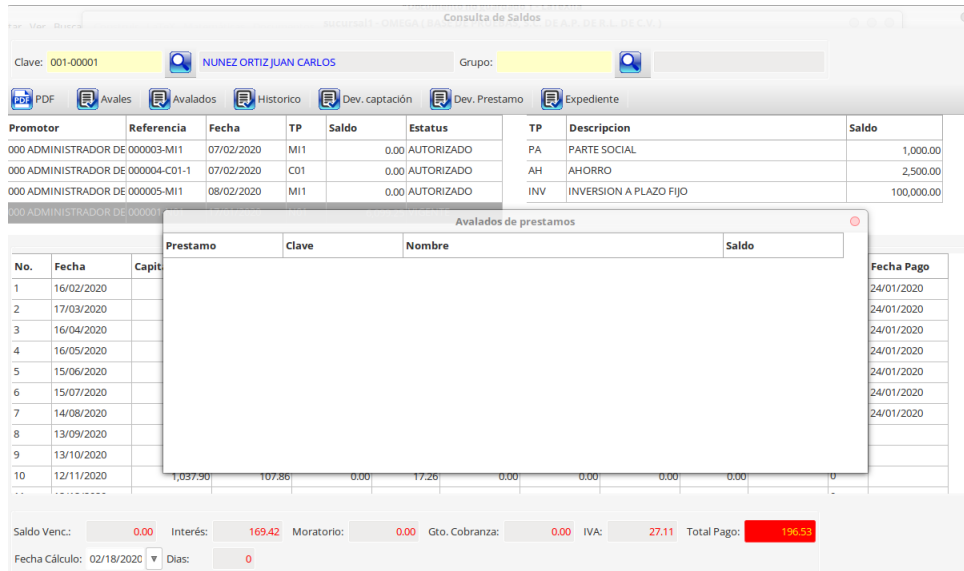 Consulta de Saldos
Clave: 001-00001 NUNEZ ORTIZ JUAN CARLOS Grupo:
PDF PDF Avales Avalados Historico Dev. captación Dev. Prestamo Expediente
Promotor Referencia Fecha TP Saldo Estatus TP Descripcion Saldo
000 ADMINISTRADOR DE 000003-MI1 07/02/2020 MI1 0.00 AUTORIZADO PA PARTE SOCIAL 1,000.00
000 ADMINISTRADOR DE 000004-C01-1 07/02/2020 C01 0.00 AUTORIZADO AH AHORRO 2,500.00
000 ADMINISTRADOR DE 000005-MI1 08/02/2020 MI1 0.00 AUTORIZADO INV INVERSION A PLAZO FIJO 100,000.00
000 ADMINISTRADOR DE
Avalados de prestamos
Prestamo Clave Nombre Saldo
No. Fecha Capit Fecha Pago
1 16/02/2020 24/01/2020
2 17/03/2020 24/01/2020
3 16/04/2020 24/01/2020
4 16/05/2020 24/01/2020
5 15/06/2020 24/01/2020
6 15/07/2020 24/01/2020
7 14/08/2020 24/01/2020
8 13/09/2020
9 13/10/2020
10 12/11/2020 1,037.90 107.86 0.00 17.26 0.00 0.00 0.00 0.00 0
Saldo Venc.: 0.00 Interés: 169.42 Moratorio: 0.00 Gto. Cobranza: 0.00 IVA: 27.11 Total Pago: 196.53
Fecha Cálculo: 02/18/2020 Dias: 0